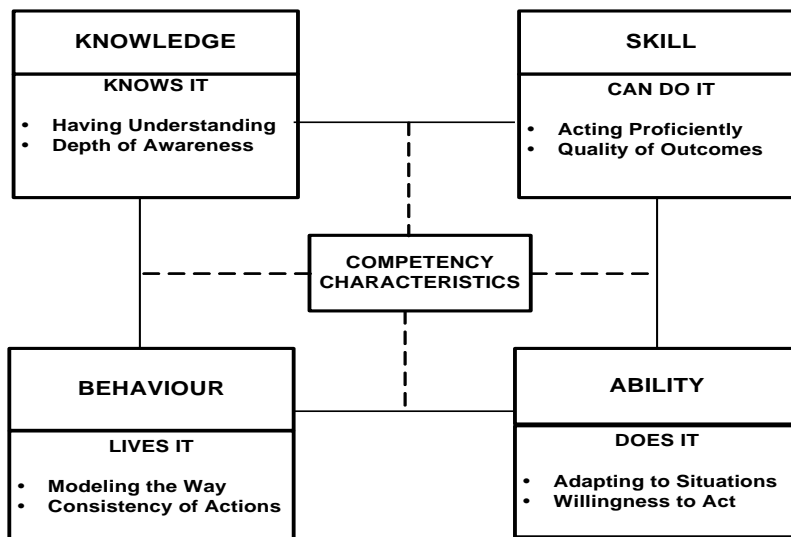 KNOWLEDGE
KNOWS IT
• Having Understanding
• Depth of Awareness
SKILL
CAN DO IT
• Acting Proficiently
• Quality of Outcomes
COMPETENCY
CHARACTERISTICS
BEHAVIOUR
LIVES IT
• Modeling the Way
• Consistency of Actions
ABILITY
DOES IT
• Adapting to Situations
• Willingness to Act